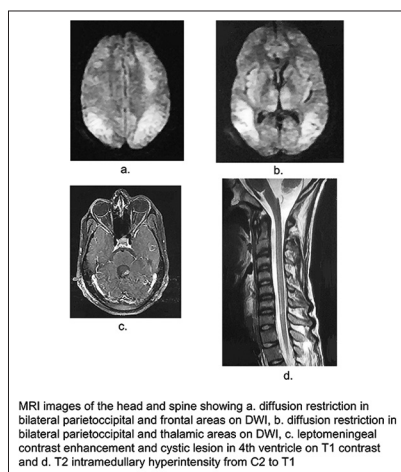 a.
b.
c.
d.
MRI images of the head and spine showing a. diffusion restriction in
bilateral parietoccipital and frontal areas on DWI, b. diffusion restriction in
bilateral parietoccipital and thalamic areas on DWI, c. leptomeningeal
contrast enhancement and cystic lesion in 4th ventricle on T1 contrast
and d. T2 intramedullary hyperintensity from C2 to T1